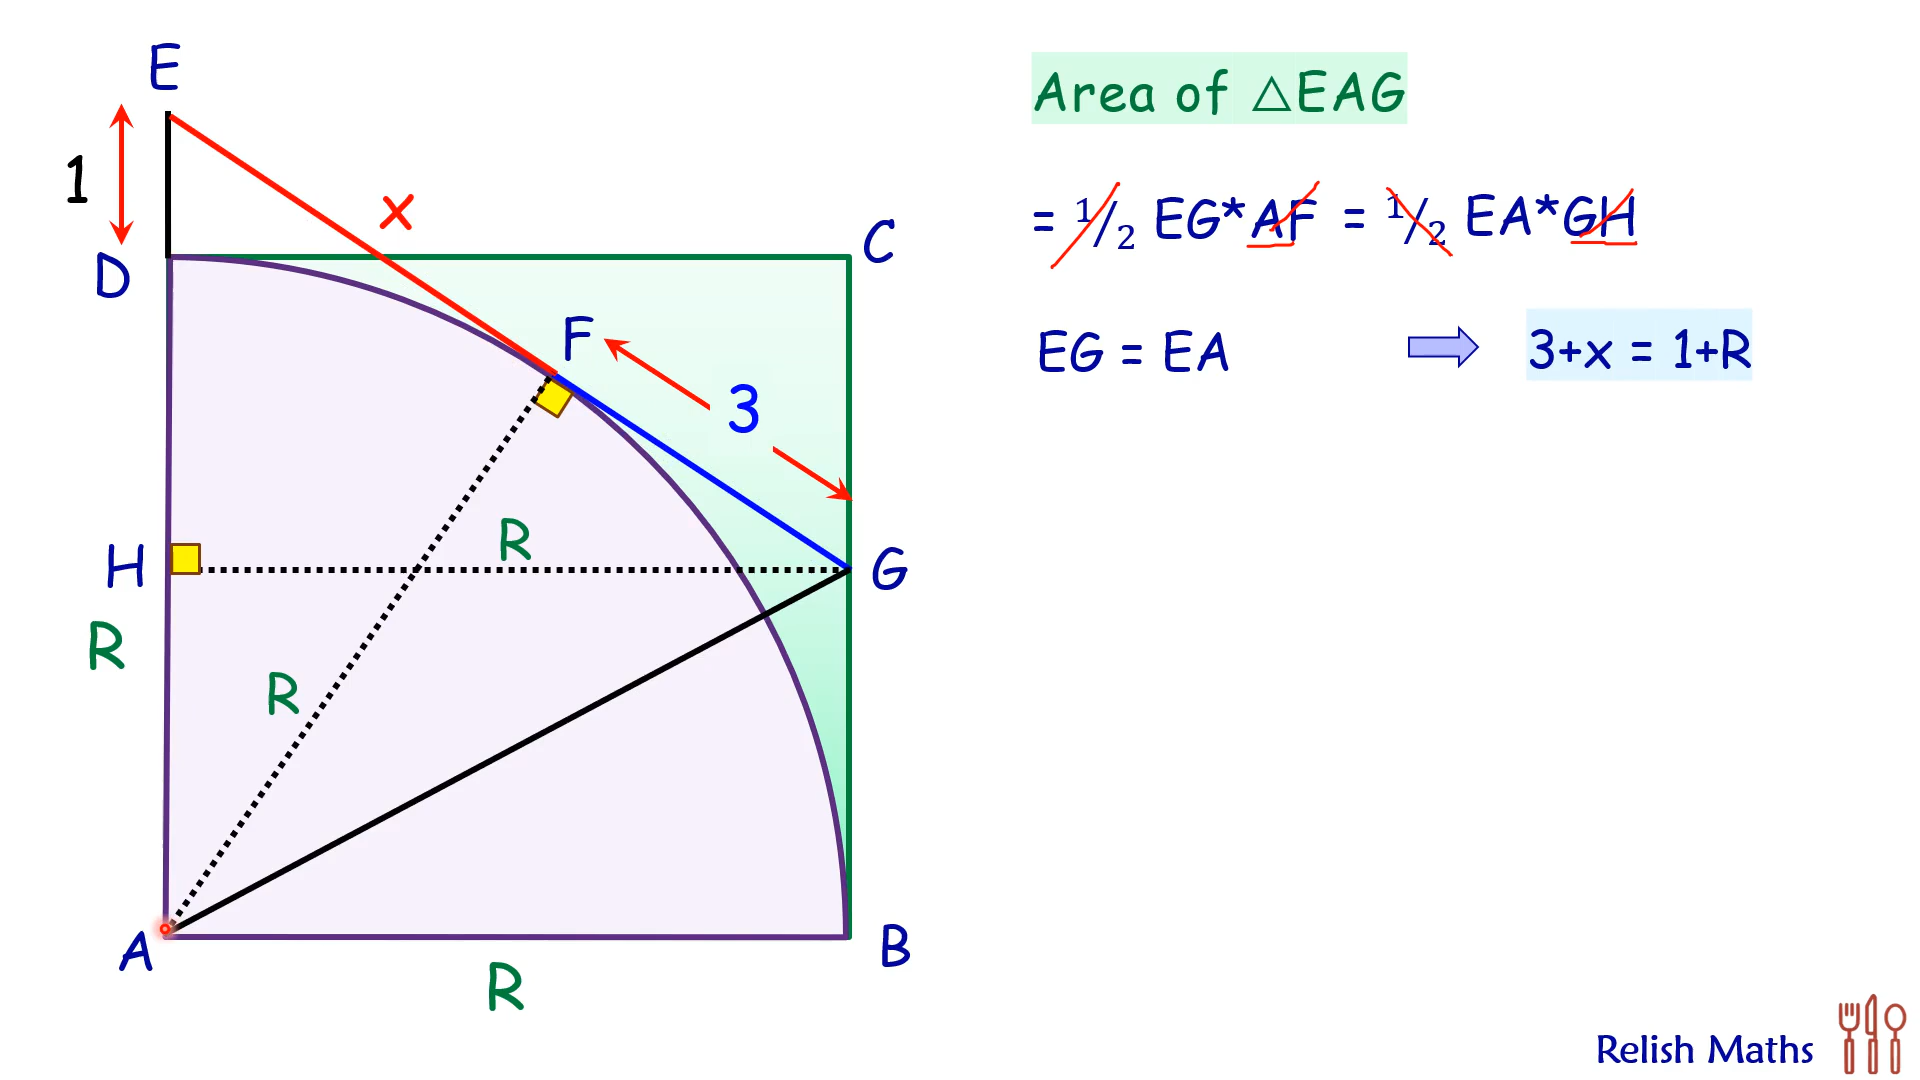 E
1
x
D
C
F
3
H
R
G
R
R
A
B
R
Area of △EAG
= 1/2 EG*AF = 1/2 EA*GH
EG = EA ⇨ 3+x = 1+R
Relish Maths